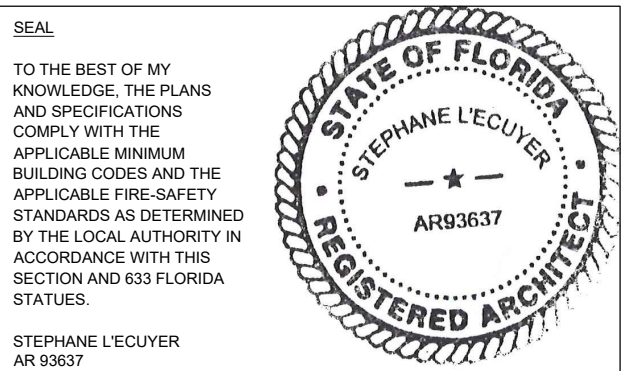 SEAL
TO THE BEST OF MY
KNOWLEDGE, THE PLANS
AND SPECIFICATIONS
COMPLY WITH THE
APPLICABLE MINIMUM
BUILDING CODES AND THE
APPLICABLE FIRE-SAFETY
STANDARDS AS DETERMINED
BY THE LOCAL AUTHORITY IN
ACCORDANCE WITH THIS
SECTION AND 633 FLORIDA
STATUES.
STEPHANE L'ECUYER
AR 93637
STATE OF FLORIDA
STEPHANE L'ECUYER
AR93637
REGISTERED ARCHITECT